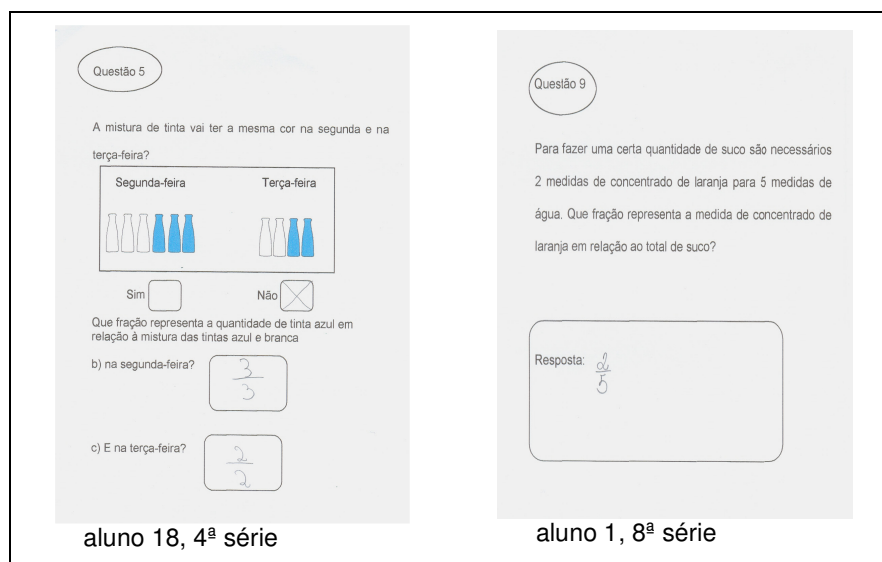 Questão 5
A mistura de tinta vai ter a mesma cor na segunda e na
terça-feira?
Segunda-feira Terça-feira
Sim Não
Que fração representa a quantidade de tinta azul em
relação à mistura das tintas azul e branca
b) na segunda-feira?
3
3
c) E na terça-feira?
2
2
aluno 18, 4ª série
Questão 9
Para fazer uma certa quantidade de suco são necessários
2 medidas de concentrado de laranja para 5 medidas de
água. Que fração representa a medida de concentrado de
laranja em relação ao total de suco?
Resposta: 2
5
aluno 1, 8ª série